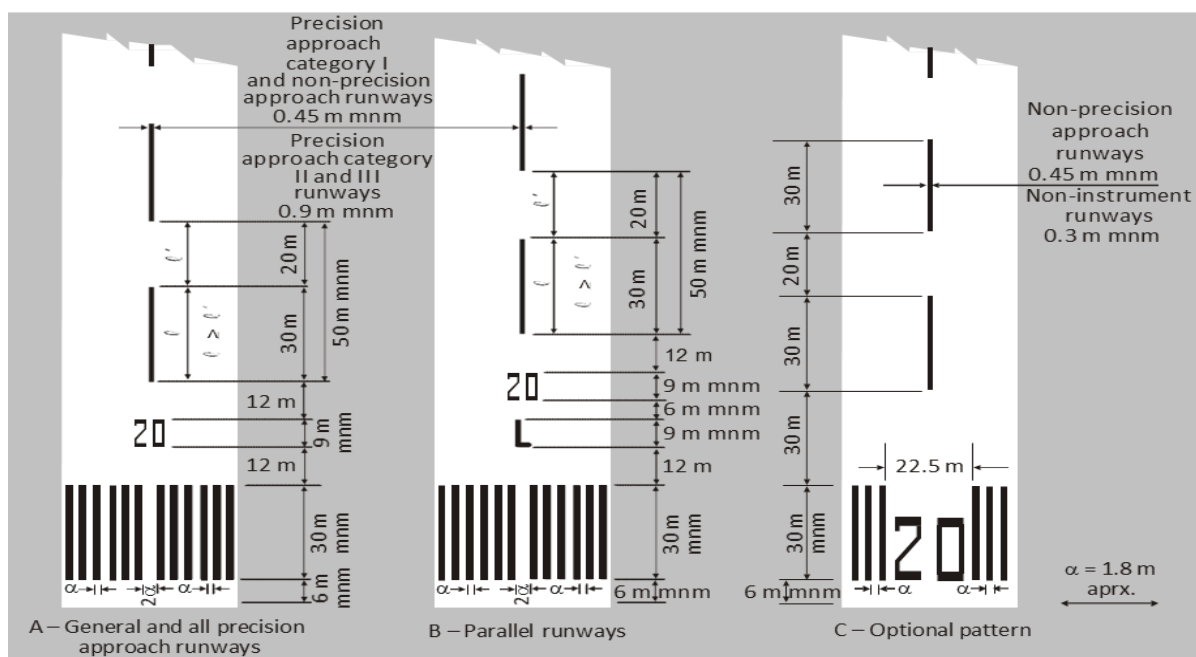 Precision
approach
category I
and non-precision
approach runways
0.45 m mnm
Precision
approach category
II and III
runways
0.9 m mnm
ℓ′
20 m
ℓ
ℓ ≥ ℓ′
30 m
50 m mnm
12 m
20
9 m
mnm
12 m
30 m
mnm
α
2α
α
6 m
mnm
A – General and all precision
approach runways
ℓ′
20 m
ℓ
ℓ ≥ ℓ′
30 m
50 m mnm
12 m
20
9 m mnm
6 m mnm
L
9 m mnm
12 m
30 m
mnm
α
2α
α
6 m mnm
B – Parallel runways
Non-precision
approach
runways
0.45 m mnm
Non-instrument
runways
0.3 m mnm
30 m
20 m
30 m
30 m
22.5 m
30 m
mnm
20
α
α
6 m mnm
C – Optional pattern
α = 1.8 m
aprx.